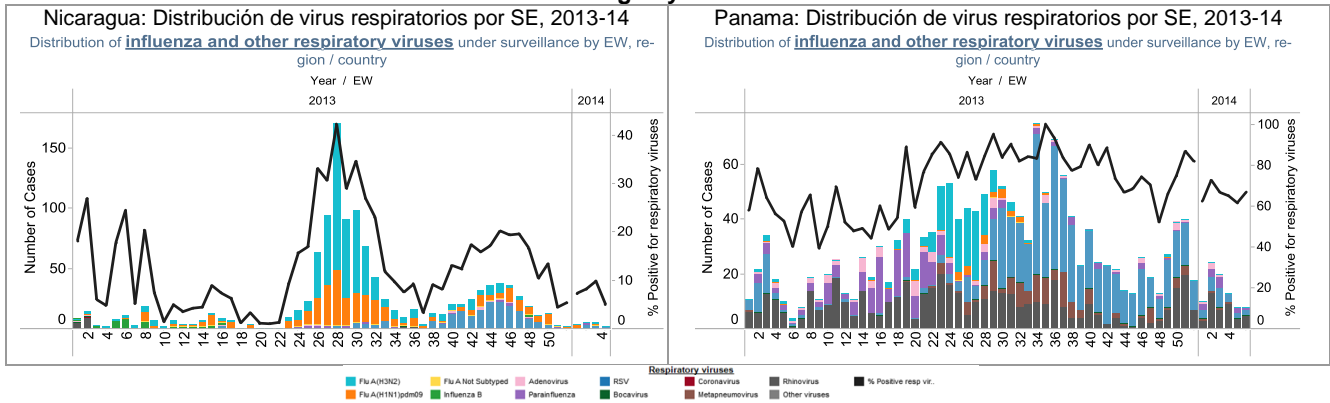 Nicaragua: Distribución de virus respiratorios por SE, 2013-14
Distribution of influenza and other respiratory viruses under surveillance by EW, re-
gion / country
Year / EW
2013 2014
Number of Cases
150
100
50
0
% Positive for respiratory viruses
40
30
20
10
0
2 4 6 8 10 12 14 16 18 20 22 24 26 28 30 32 34 36 38 40 42 44 46 48 50 2 4
Panama: Distribución de virus respiratorios por SE, 2013-14
Distribution of influenza and other respiratory viruses under surveillance by EW, re-
gion / country
Year / EW
2013 2014
Number of Cases
60
40
20
0
% Positive for respiratory viruses
100
80
60
40
20
0
2 4 6 8 10 12 14 16 18 20 22 24 26 28 30 32 34 36 38 40 42 44 46 48 50 2 4
Respiratory viruses
Flu A(H3N2) Flu A Not Subtyped Adenovirus RSV Coronavirus Rhinovirus % Positive resp vir..
Flu A(H1N1)pdm09 Influenza B Parainfluenza Bocavirus Metapneumovirus Other viruses